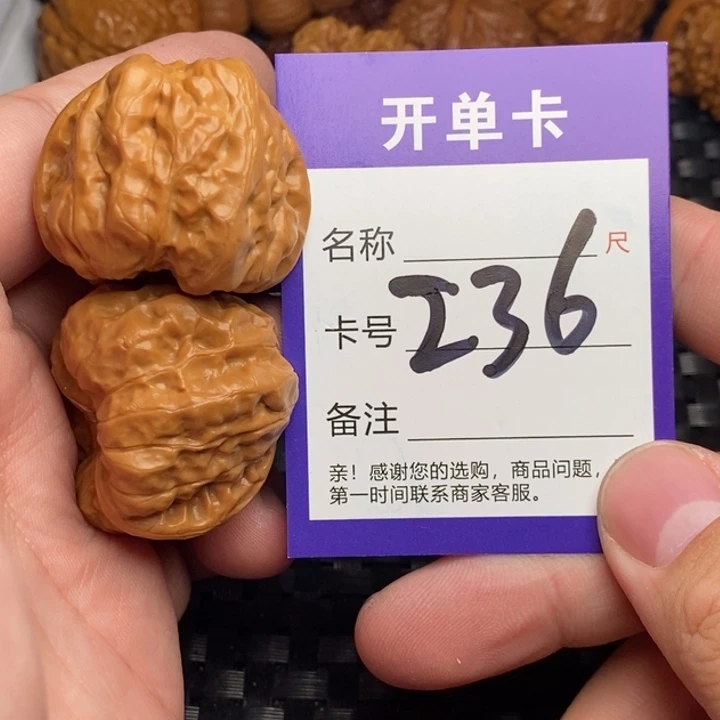 开单卡
名称 尺
卡号 I36
备注
亲！感谢您的选购，商品问题，
第一时间联系商家客服。